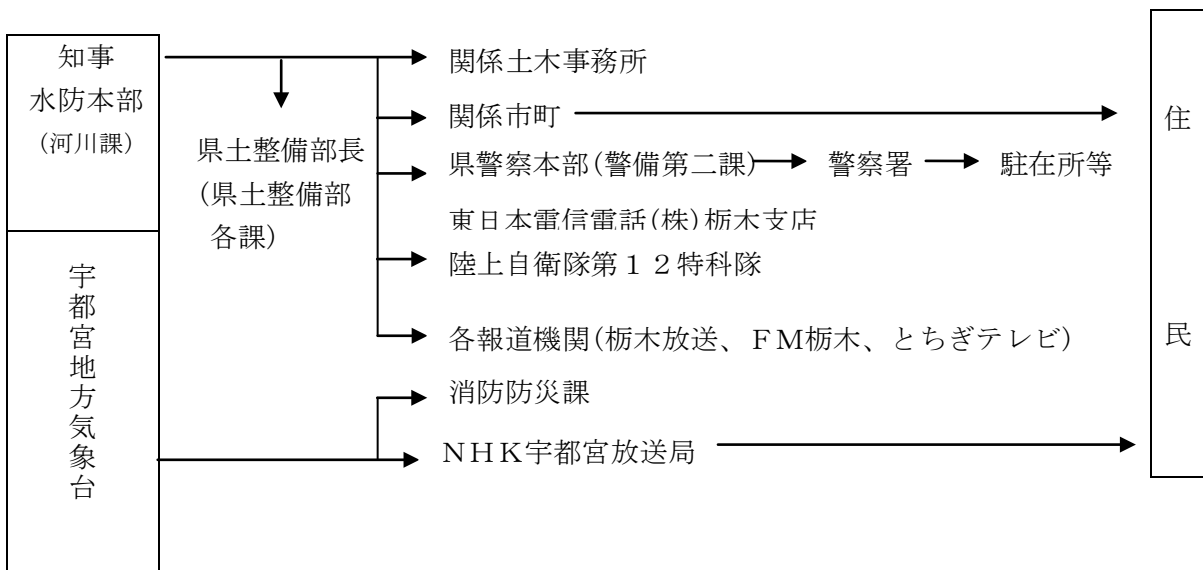 知事
水防本部
(河川課)
宇都宮地方気象台
県土整備部長
(県土整備部
各課)
関係土木事務所
関係市町
県警察本部(警備第二課)
警察署
駐在所等
東日本電信電話(株)栃木支店
陸上自衛隊第１２特科隊
各報道機関(栃木放送、ＦＭ栃木、とちぎテレビ)
消防防災課
ＮＨＫ宇都宮放送局
住民